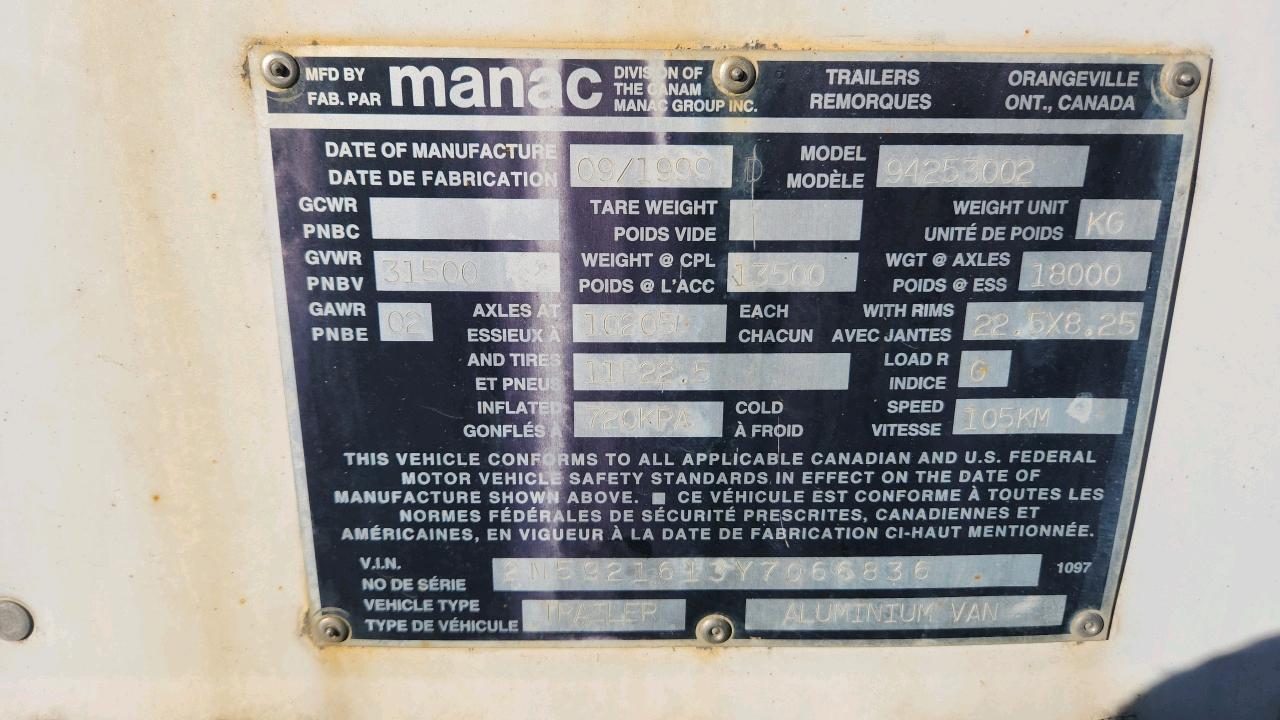 MFD BY manac DIVISION OF TRAILERS ORANGEVILLE
FAB. PAR THE CANAM REMORQUES ONT., CANADA
MANAC GROUP INC.
DATE OF MANUFACTURE 09/1999 D MODEL 94253002
DATE DE FABRICATION MODÈLE
GCWR TARE WEIGHT WEIGHT UNIT KG
PNBC POIDS VIDE UNITÉ DE POIDS
GVWR 31500 WEIGHT @ CPL 13500 WGT @ AXLES 18000
PNBV POIDS @ L'ACC POIDS @ ESS
GAWR 02 AXLES AT EACH WITH RIMS 22.5X8.25
PNBE ESSIEUX À CHACUN AVEC JANTES
AND TIRES LOAD R G
ET PNEUS INDICE
INFLATED 720KPA COLD SPEED 105KM
GONFLÉS À À FROID VITESSE
THIS VEHICLE CONFORMS TO ALL APPLICABLE CANADIAN AND U.S. FEDERAL
MOTOR VEHICLE SAFETY STANDARDS IN EFFECT ON THE DATE OF
MANUFACTURE SHOWN ABOVE. ■ CE VÉHICULE EST CONFORME À TOUTES LES
NORMES FÉDÉRALES DE SÉCURITÉ PRESCRITES, CANADIENNES ET
AMÉRICAINES, EN VIGUEUR À LA DATE DE FABRICATION CI-HAUT MENTIONNÉE.
V.I.N. 1097
NO DE SÉRIE
VEHICLE TYPE TRAILER ALUMINIUM VAN
TYPE DE VÉHICULE